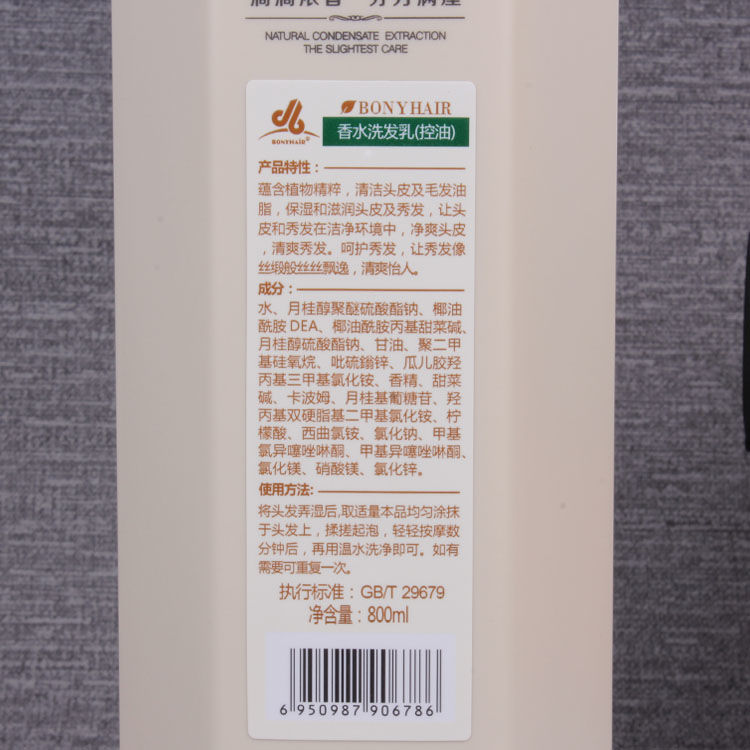 NATURAL CONDENSATE EXTRACTION
THE SLIGHTEST CARE
BONYHAIR®
BONYHAIR
香水洗发乳(控油)
产品特性：
蕴含植物精粹，清洁头皮及毛发油
脂，保湿和滋润头皮及秀发，让头
皮和秀发在洁净环境中，净爽头皮
，清爽秀发。呵护秀发，让秀发像
丝缎般丝丝飘逸，清爽怡人。
成分：
水、月桂醇聚醚硫酸酯钠、椰油
酰胺DEA、椰油酰胺丙基甜菜碱、
月桂醇硫酸酯钠、甘油、聚二甲
基硅氧烷、吡硫鎓锌、瓜儿胶羟
丙基三甲基氯化铵、香精、甜菜
碱、卡波姆、月桂基葡糖苷、羟
丙基双硬脂基二甲基氯化铵、柠
檬酸、西曲氯铵、氯化钠、甲基
氯异噻唑啉酮、甲基异噻唑啉酮、
氯化镁、硝酸镁、氯化锌。
使用方法：
将头发弄湿后,取适量本品均匀涂抹
于头发上，揉搓起泡，轻轻按摩数
分钟后，再用温水洗净即可。如有
需要可重复一次。
执行标准：GB/T 29679
净含量：800ml
6 950987 906786